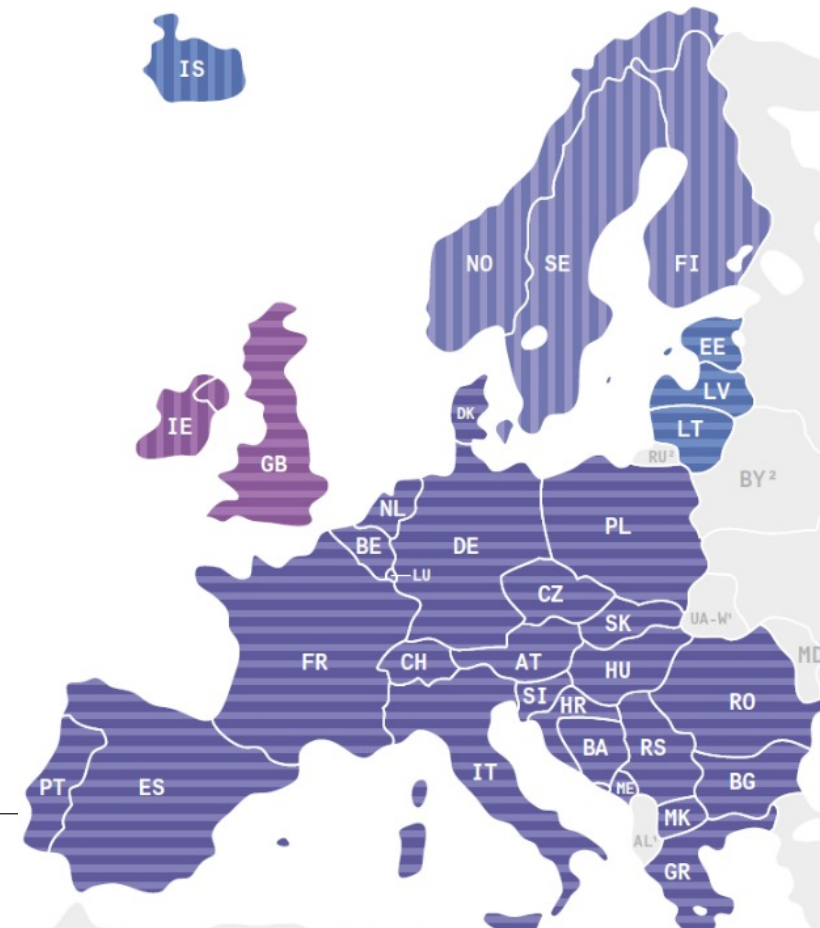 IS
NO
SE
FI
EE
LV
LT
DK
IE
GB
RU²
BY²
NL
BE
DE
PL
LU
CZ
SK
UA-W¹
FR
CH
AT
HU
MD
SI
HR
RO
BA
RS
IT
PT
ES
ME
BG
MK
AL¹
GR